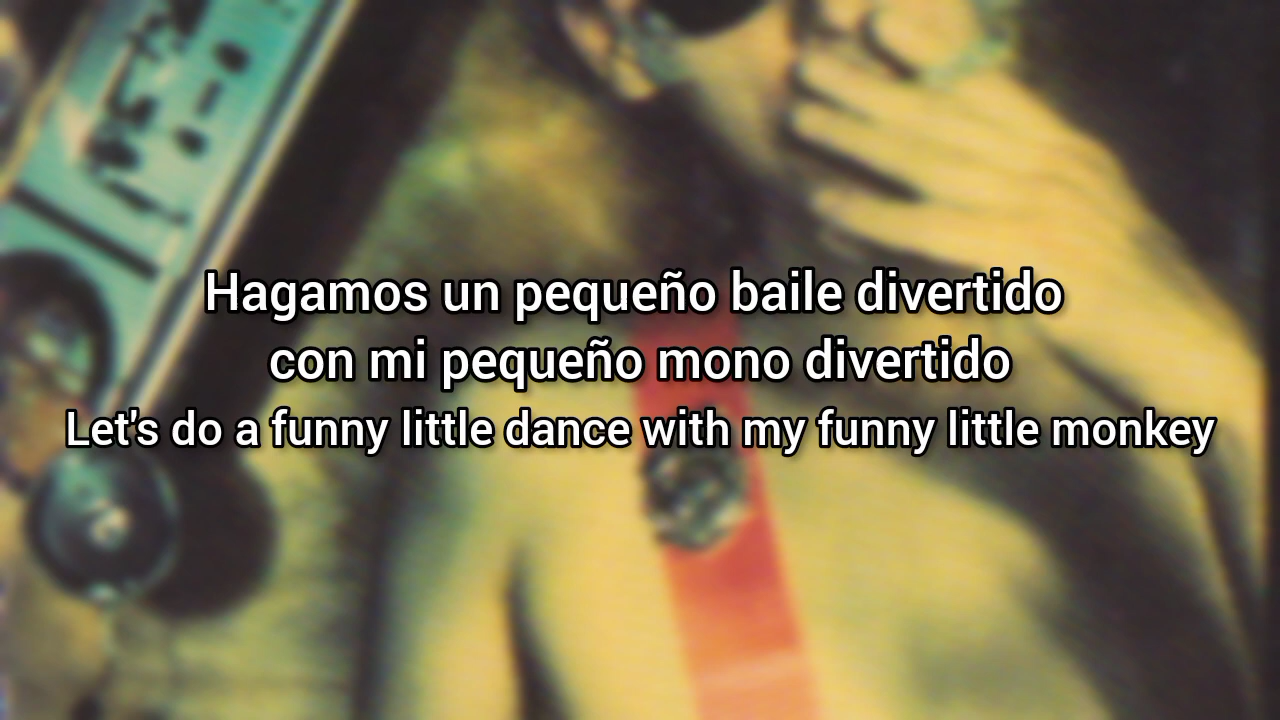 Hagamos un pequeño baile divertido
con mi pequeño mono divertido
Let's do a funny little dance with my funny little monkey